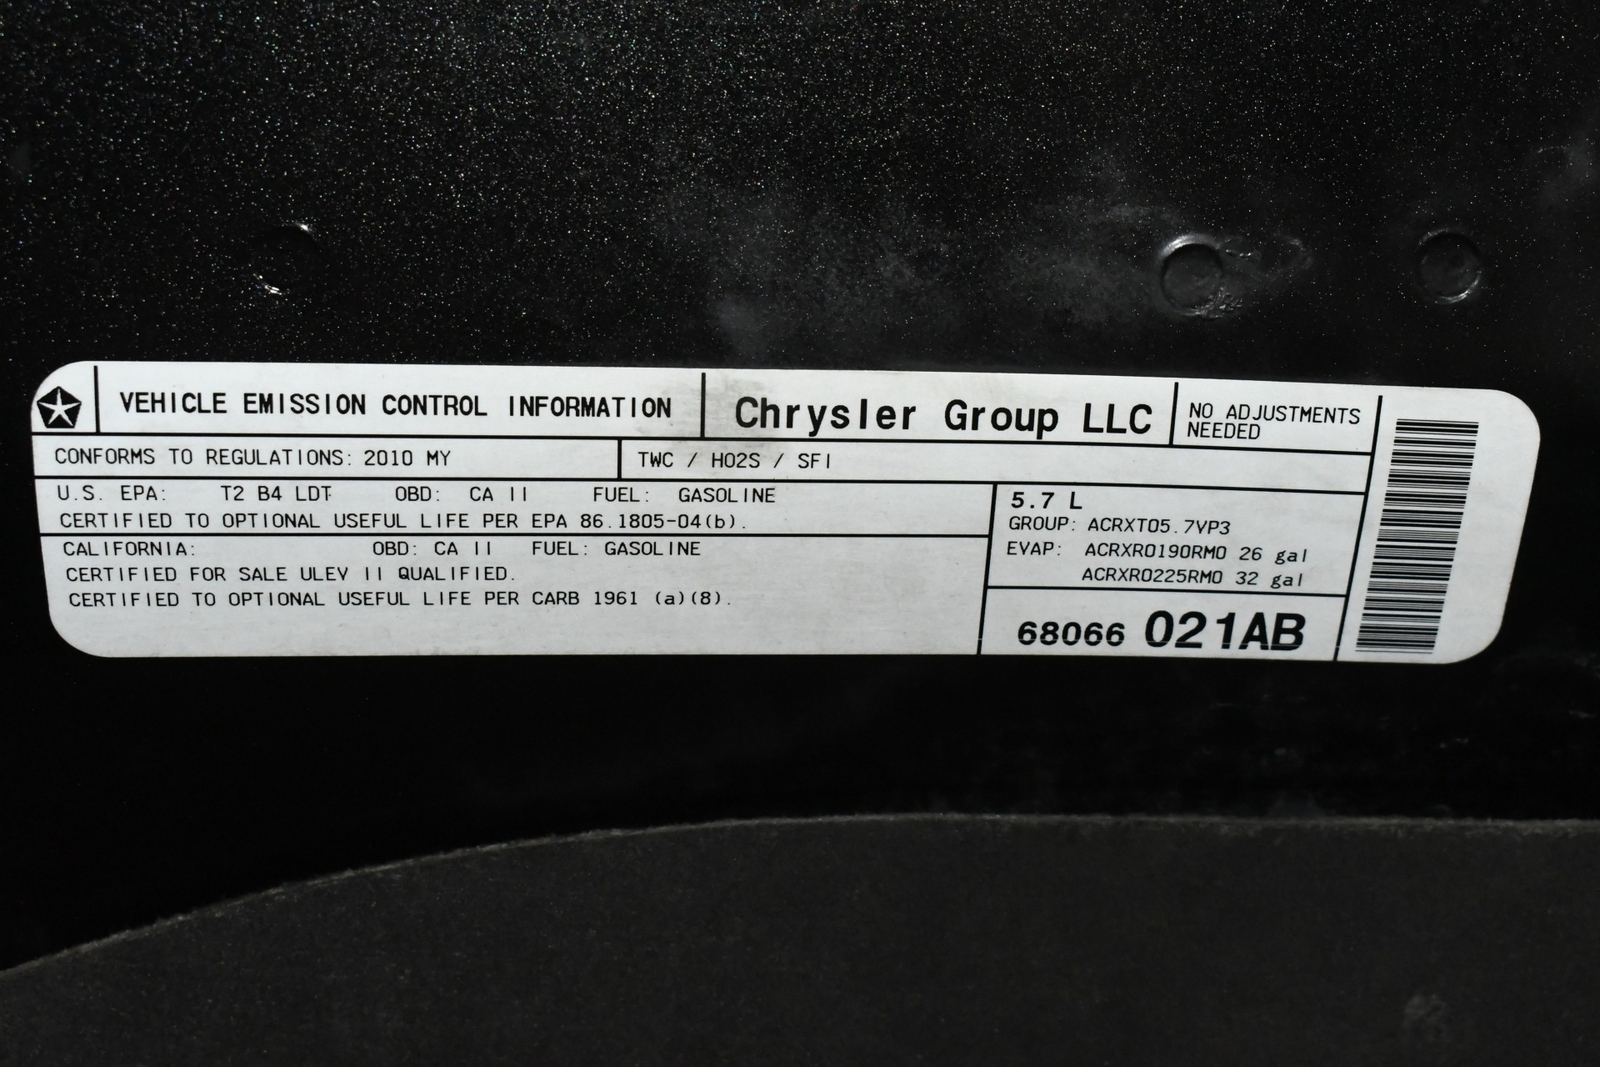 VEHICLE EMISSION CONTROL INFORMATION
Chrysler Group LLC
NO ADJUSTMENTS
NEEDED
CONFORMS TO REGULATIONS: 2010 MY
TWC / HO2S / SFI
U.S. EPA: T2 B4 LDT OBD: CA II FUEL: GASOLINE
CERTIFIED TO OPTIONAL USEFUL LIFE PER EPA 86.1805-04(b).
CALIFORNIA: OBD: CA II FUEL: GASOLINE
CERTIFIED FOR SALE ULEV II QUALIFIED.
CERTIFIED TO OPTIONAL USEFUL LIFE PER CARB 1961 (a)(8).
5.7 L
GROUP: ACRXT05.7VP3
EVAP: ACRXR0190RM0 26 gal
ACRXR0225RM0 32 gal
68066 021AB